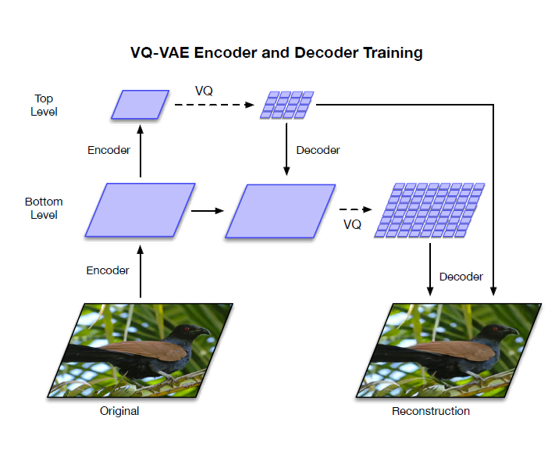 VQ-VAE Encoder and Decoder Training
Top
Level
VQ
Encoder
Decoder
Bottom
Level
VQ
Encoder
Decoder
Original
Reconstruction